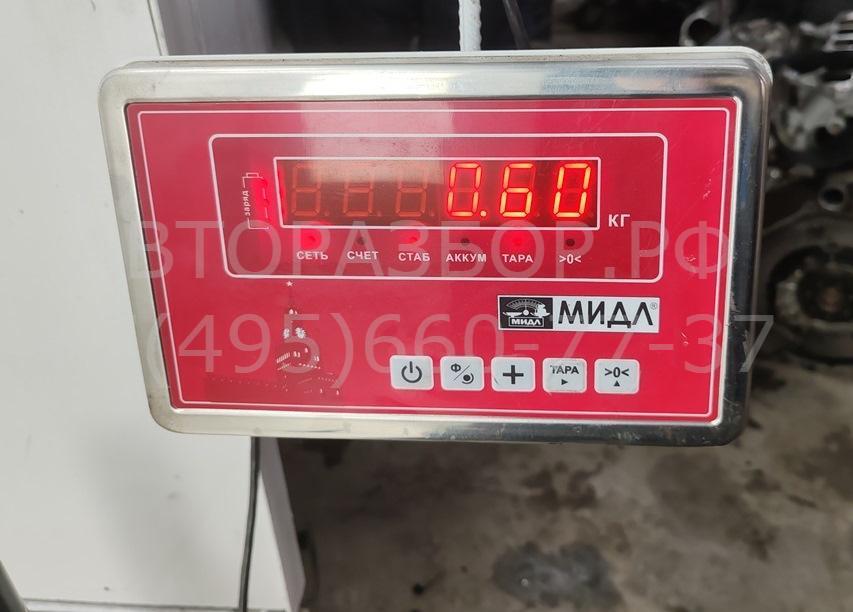 заряд
0.60
КГ
СЕТЬ СЧЕТ СТАБ АККУМ ТАРА >0<
ВТОРАЗБОР.РФ
МИДЛ МИДЛ®
(495)660-77-37
Ф/
+
ТАРА
>0<